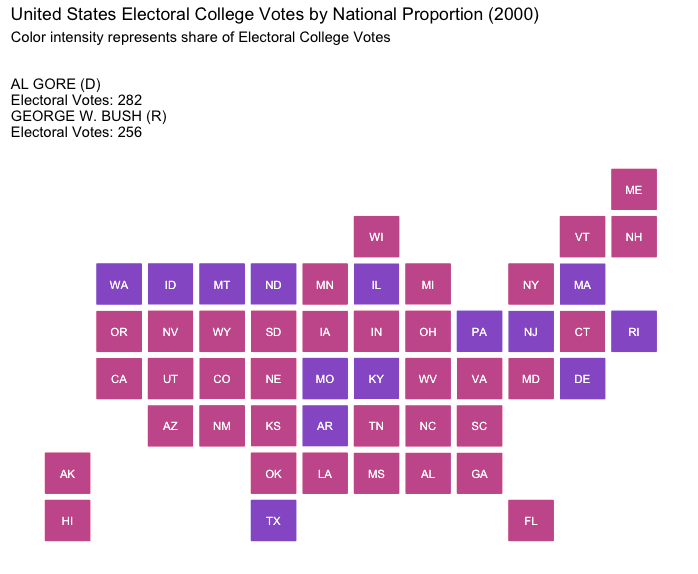 United States Electoral College Votes by National Proportion (2000)
Color intensity represents share of Electoral College Votes
AL GORE (D)
Electoral Votes: 282
GEORGE W. BUSH (R)
Electoral Votes: 256
ME
WI VT NH
WA ID MT ND MN IL MI NY MA
OR NV WY SD IA IN OH PA NJ CT RI
CA UT CO NE MO KY WV VA MD DE
AZ NM KS AR TN NC SC
AK OK LA MS AL GA
HI TX FL